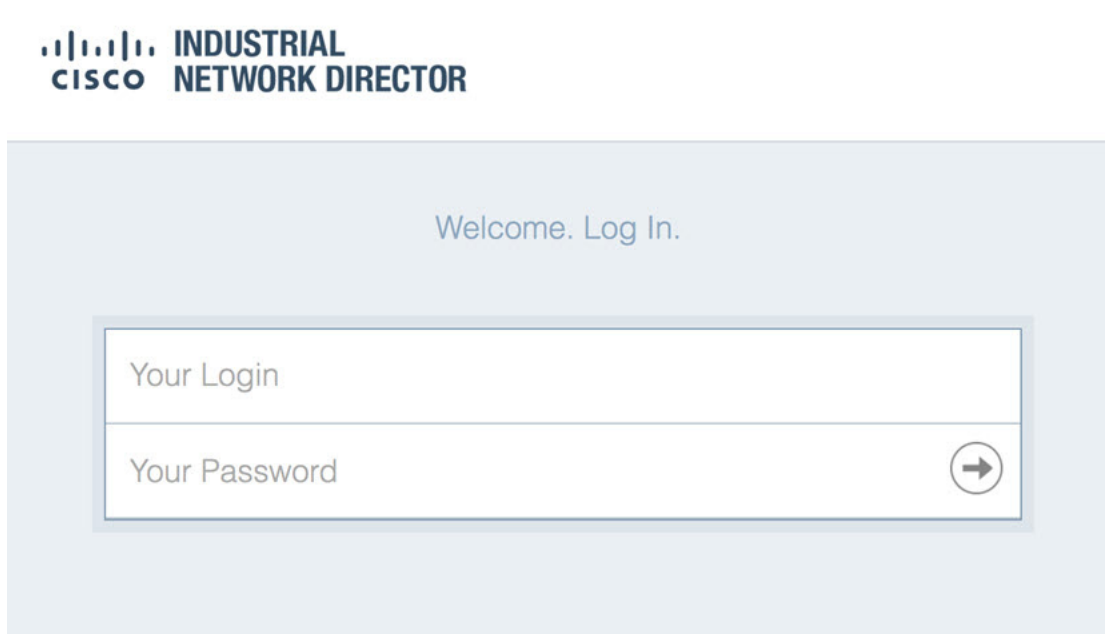 CISCO
INDUSTRIAL
NETWORK DIRECTOR
Welcome. Log In.
Your Login
Your Password